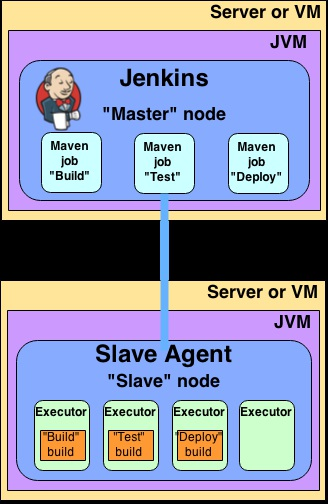 Server or VM
JVM
Jenkins
"Master" node
Maven
job
"Build"
Maven
job
"Test"
Maven
job
"Deploy"
Server or VM
JVM
Slave Agent
"Slave" node
Executor
"Build"
build
Executor
"Test"
build
Executor
"Deploy"
build
Executor